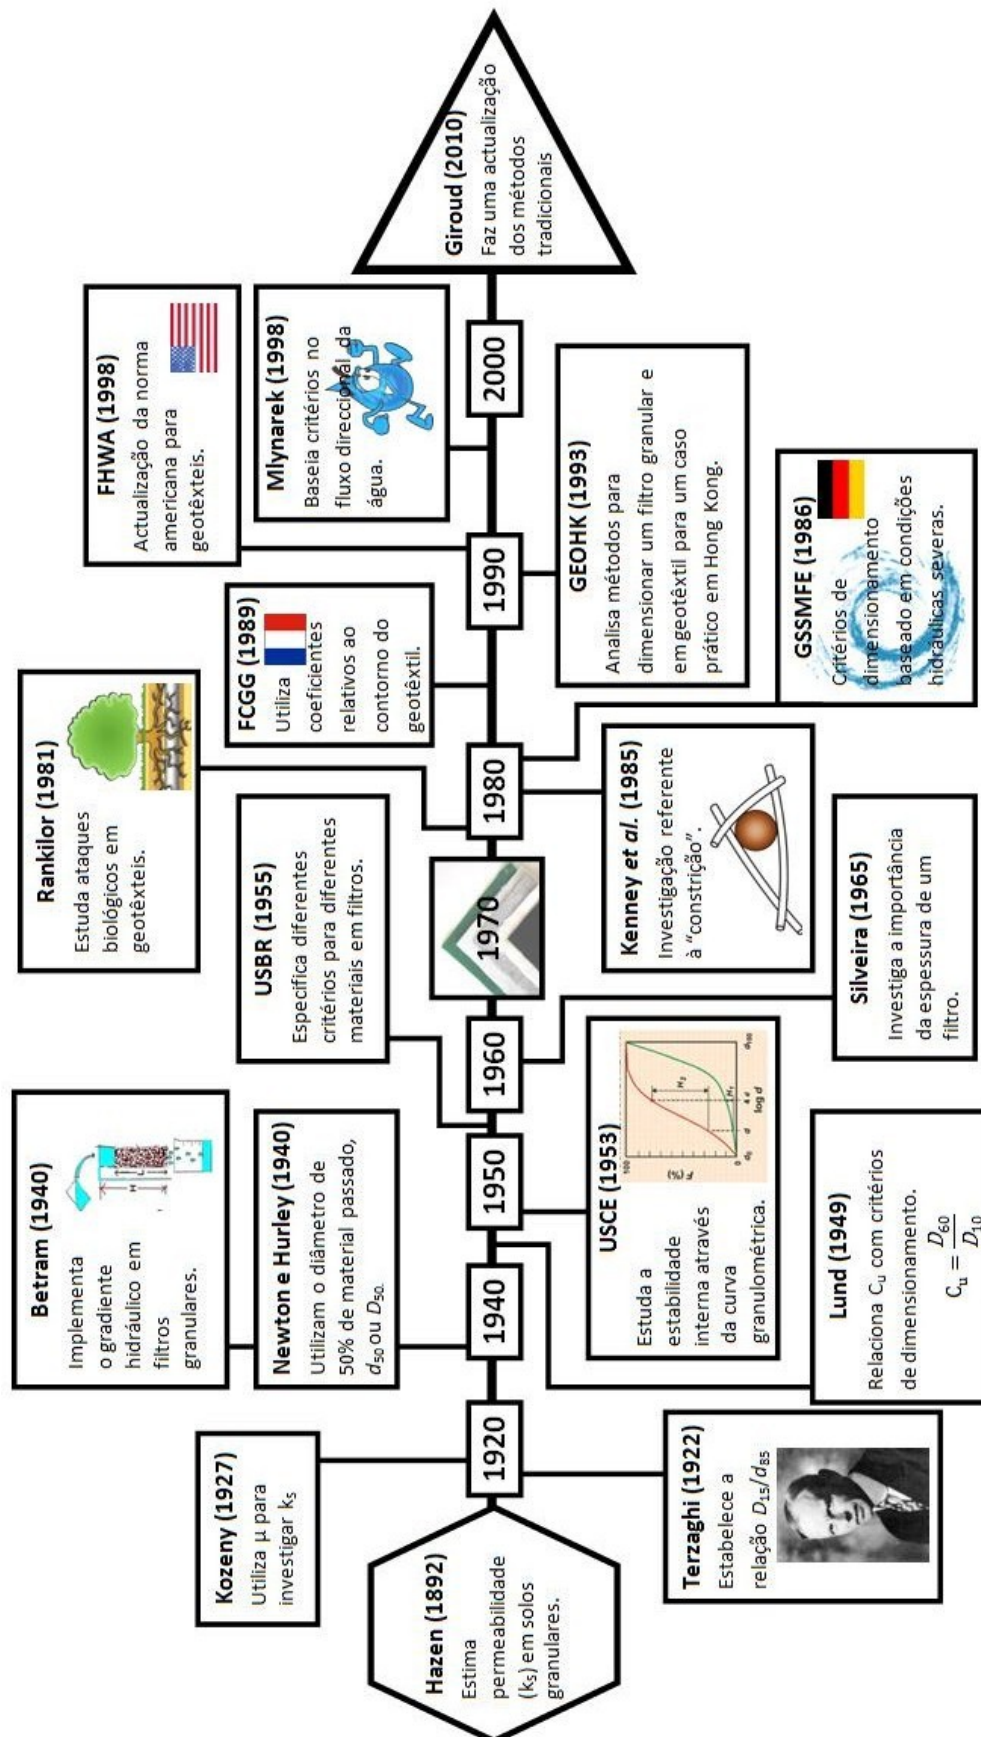 Hazen (1892)
Estima
permeabilidade
(kₛ) em solos
granulares.
Kozeny (1927)
Utiliza μ para
investigar kₛ
Terzaghi (1922)
Estabelece a
relação D₁₅/d₈₅
1920
Betram (1940)
Implementa
o gradiente
hidráulico em
filtros
granulares.
H
L
Newton e Hurley (1940)
Utilizam o diâmetro de
50% de material passado,
d₅₀ ou D₅₀.
1940
Lund (1949)
Relaciona Cᵤ com critérios
de dimensionamento.
Cᵤ = D₆₀/D₁₀
1950
USCE (1953)
Estuda a
estabilidade
interna através
da curva
granulométrica.
100
F (%)
0
H₂
H₁
d₀
d
4 d
d₁₀₀
log d
USBR (1955)
Especifica diferentes
critérios para diferentes
materiais em filtros.
1960
Silveira (1965)
Investiga a importância
da espessura de um
filtro.
1970
Rankilor (1981)
Estuda ataques
biológicos em
geotêxteis.
1980
Kenney et al. (1985)
Investigação referente
à “constrição”.
GSSMFE (1986)
Critérios de
dimensionamento
baseado em condições
hidráulicas severas.
FCGG (1989)
Utiliza
coeficientes
relativos ao
contorno do
geotêxtil.
1990
GEOHK (1993)
Analisa métodos para
dimensionar um filtro granular e
em geotêxtil para um caso
prático em Hong Kong.
FHWA (1998)
Actualização da norma
americana para
geotêxteis.
Mlynarek (1998)
Baseia critérios no
fluxo direccional da
água.
2000
Giroud (2010)
Faz uma actualização
dos métodos
tradicionais